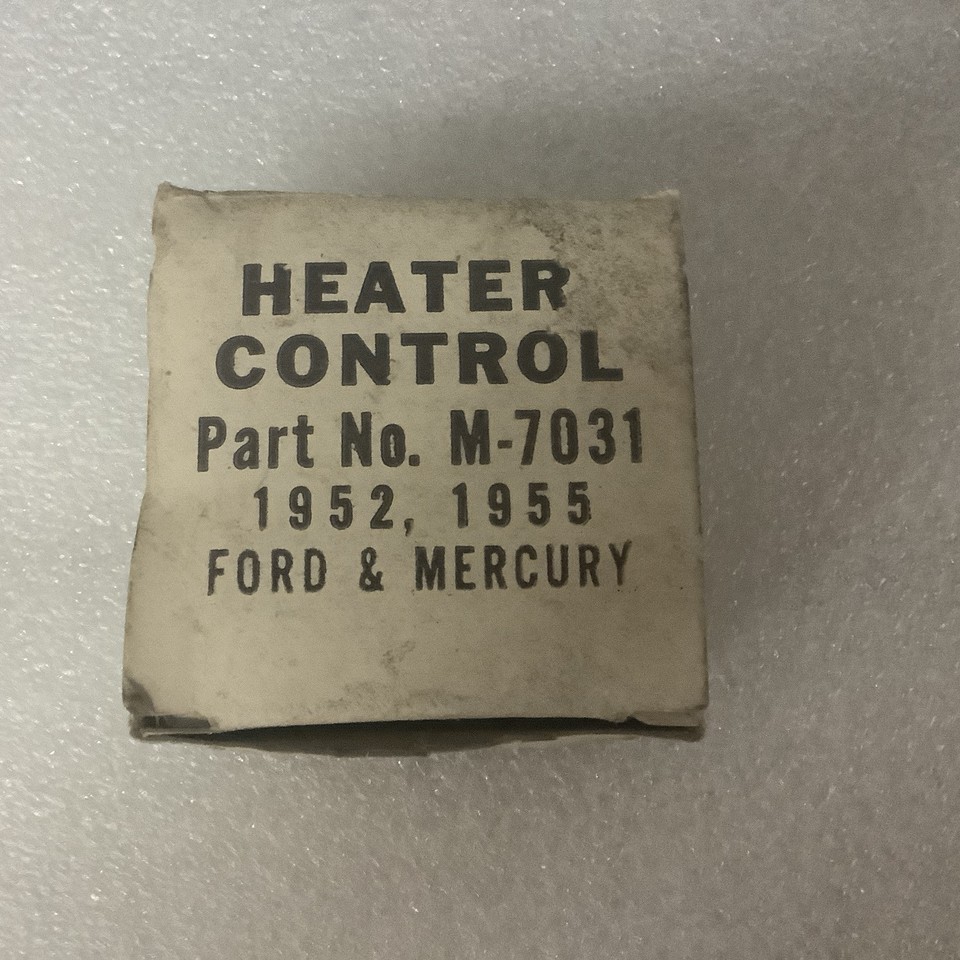 HEATER
CONTROL
Part No. M-7031
1952, 1955
FORD & MERCURY